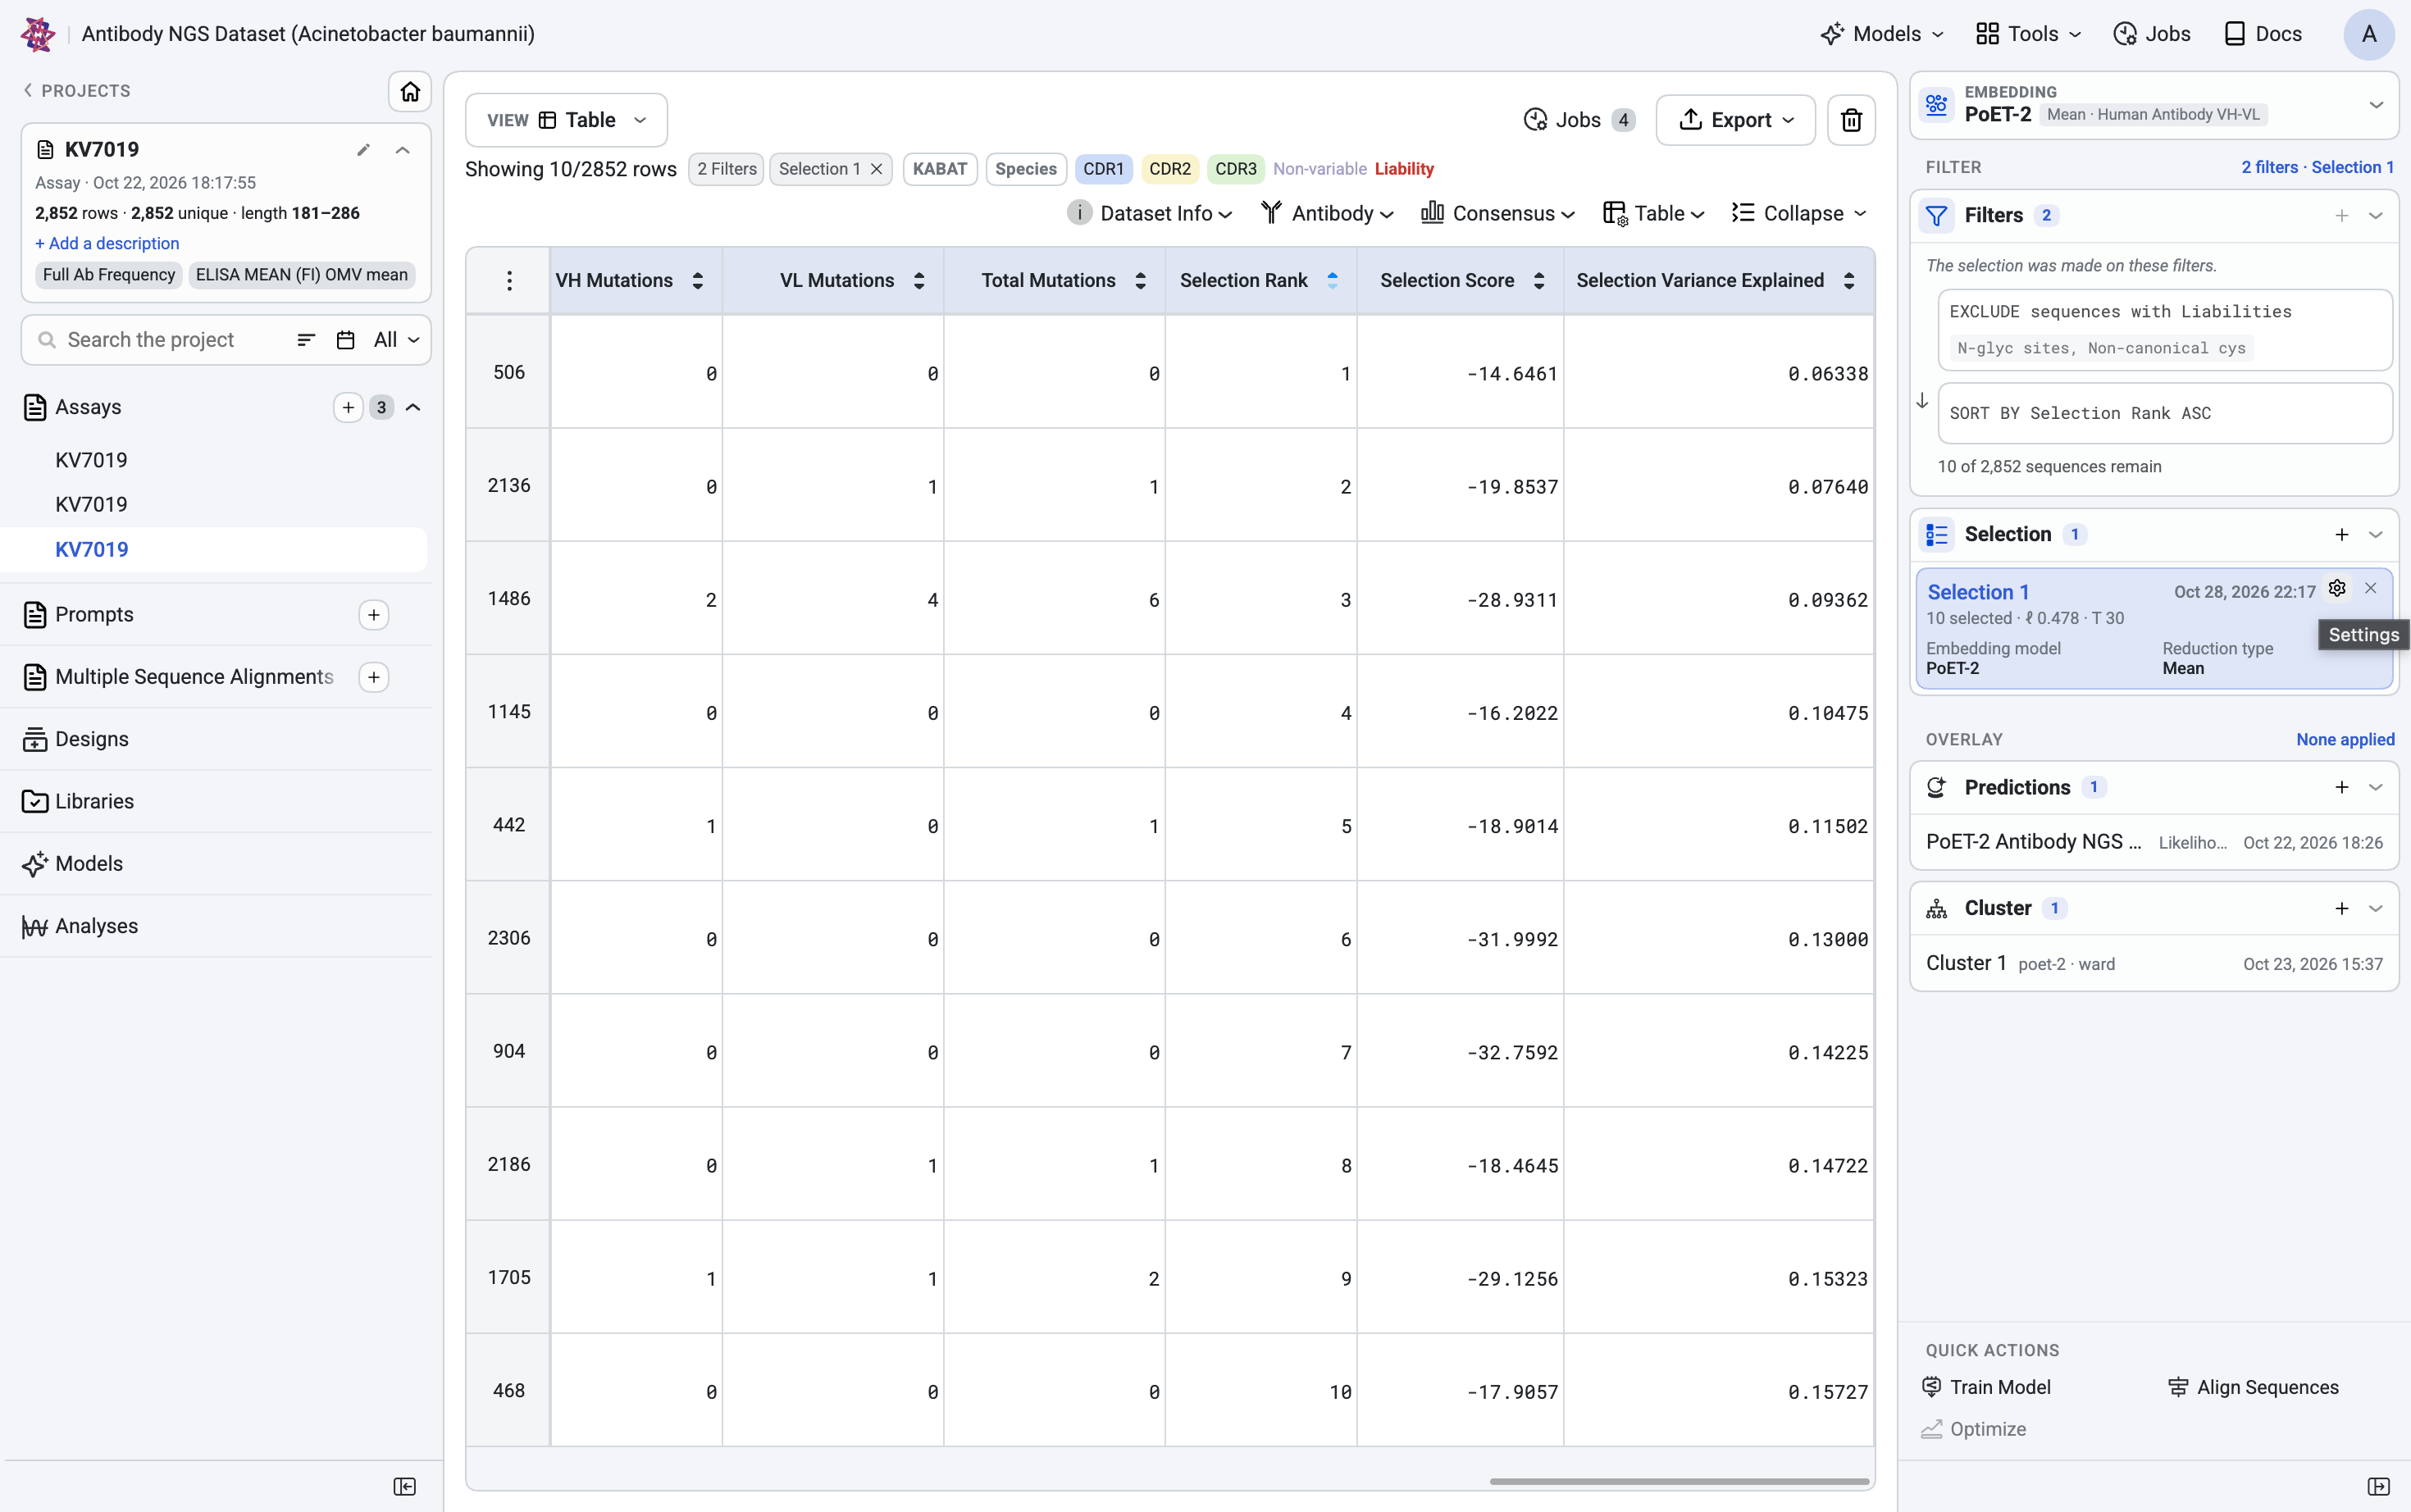 Antibody NGS Dataset (Acinetobacter baumannii)
Models
Tools
Jobs
Docs
A
PROJECTS
KV7019
Assay · Oct 22, 2026 18:17:55
2,852 rows · 2,852 unique · length 181–286
+ Add a description
Full Ab Frequency
ELISA MEAN (FI) OMV mean
Search the project
All
Assays
3
KV7019
KV7019
KV7019
Prompts
Multiple Sequence Alignments
Designs
Libraries
Models
Analyses
VIEW Table
Jobs 4
Export
Showing 10/2852 rows
2 Filters
Selection 1
KABAT
Species
CDR1
CDR2
CDR3
Non-variable
Liability
Dataset Info
Antibody
Consensus
Table
Collapse
VH Mutations VL Mutations Total Mutations Selection Rank Selection Score Selection Variance Explained
506 0 0 0 1 -14.6461 0.06338
2136 0 1 1 2 -19.8537 0.07640
1486 2 4 6 3 -28.9311 0.09362
1145 0 0 0 4 -16.2022 0.10475
442 1 0 1 5 -18.9014 0.11502
2306 0 0 0 6 -31.9992 0.13000
904 0 0 0 7 -32.7592 0.14225
2186 0 1 1 8 -18.4645 0.14722
1705 1 1 2 9 -29.1256 0.15323
468 0 0 0 10 -17.9057 0.15727
EMBEDDING
PoET-2 Mean · Human Antibody VH-VL
FILTER
2 filters · Selection 1
Filters 2
The selection was made on these filters.
EXCLUDE sequences with Liabilities
N-glyc sites, Non-canonical cys
SORT BY Selection Rank ASC
10 of 2,852 sequences remain
Selection 1
Selection 1 Oct 28, 2026 22:17
10 selected · ℓ 0.478 · T 30
Settings
Embedding model Reduction type
PoET-2 Mean
OVERLAY
None applied
Predictions 1
PoET-2 Antibody NGS ... Likeliho... Oct 22, 2026 18:26
Cluster 1
Cluster 1 poet-2 · ward Oct 23, 2026 15:37
QUICK ACTIONS
Train Model
Align Sequences
Optimize